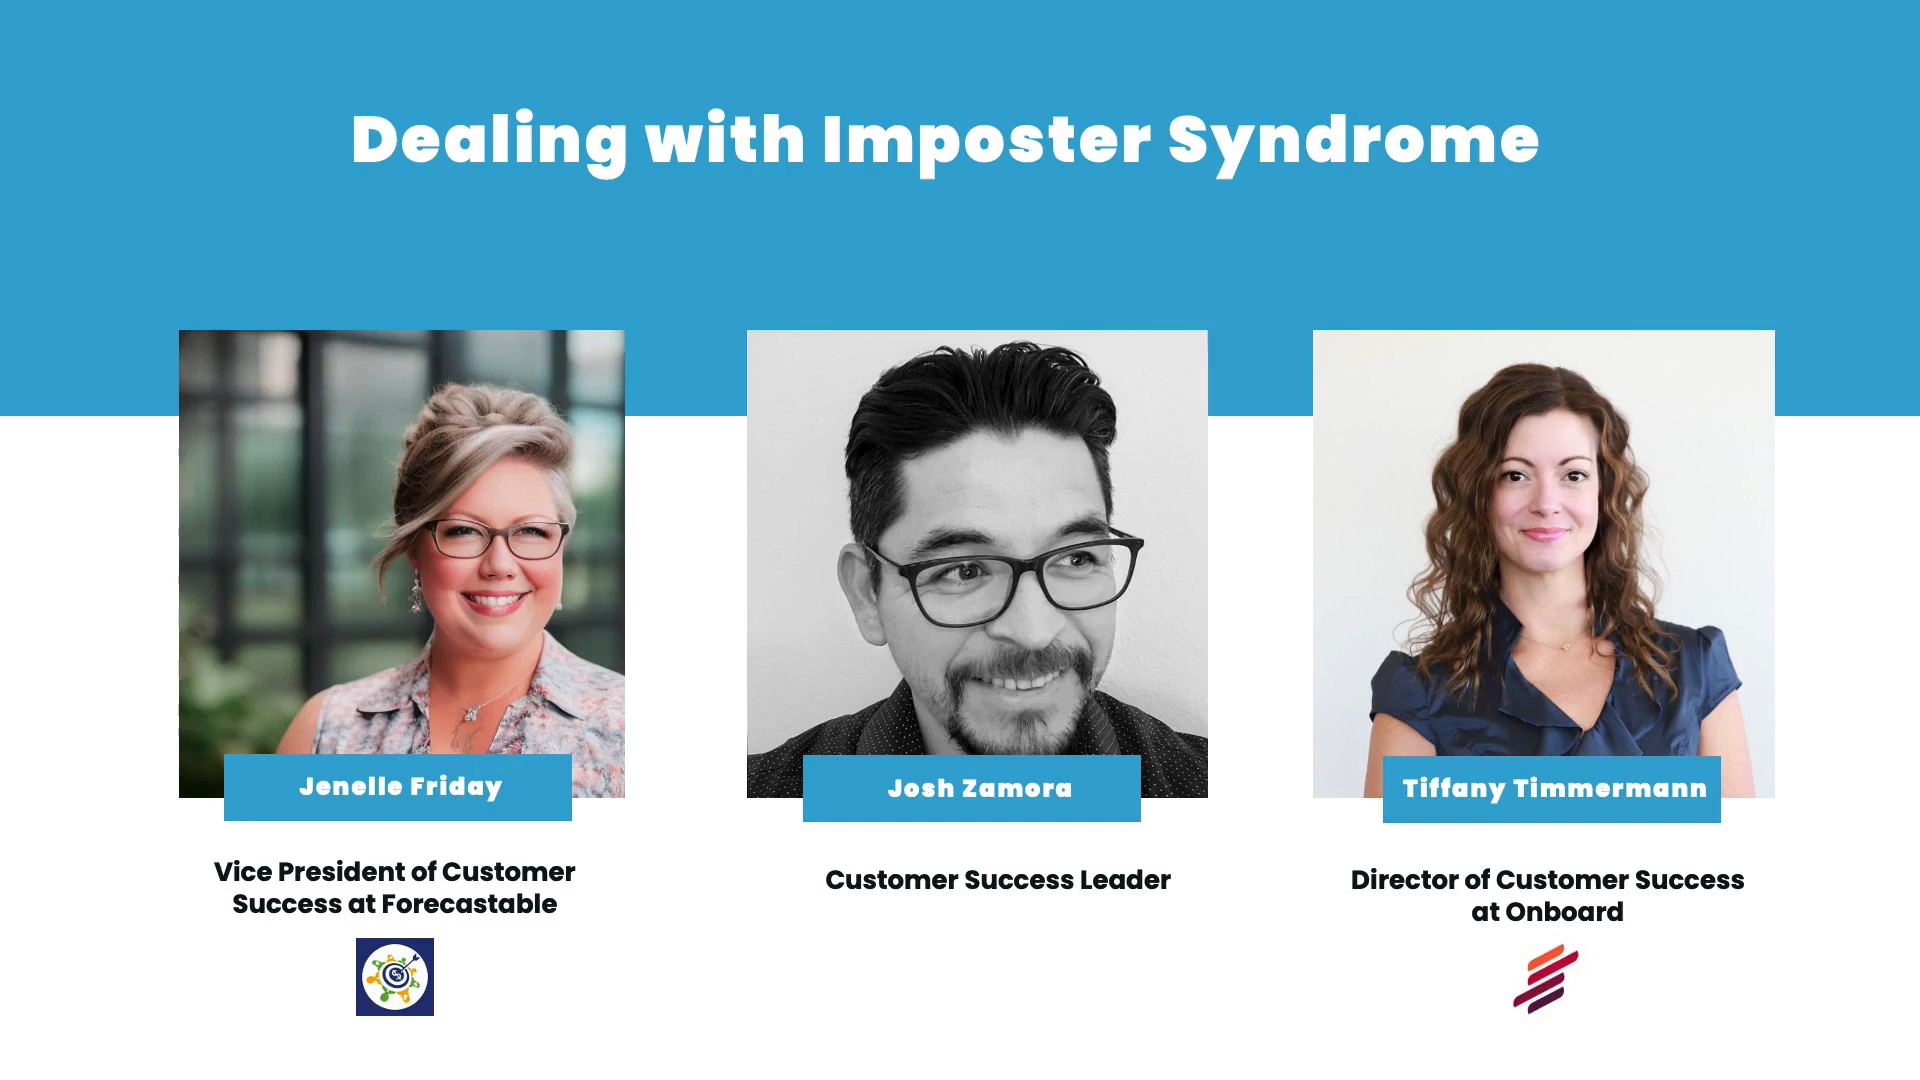 Dealing with Imposter Syndrome
Jenelle Friday
Vice President of Customer
Success at Forecastable
Josh Zamora
Customer Success Leader
Tiffany Timmermann
Director of Customer Success
at Onboard